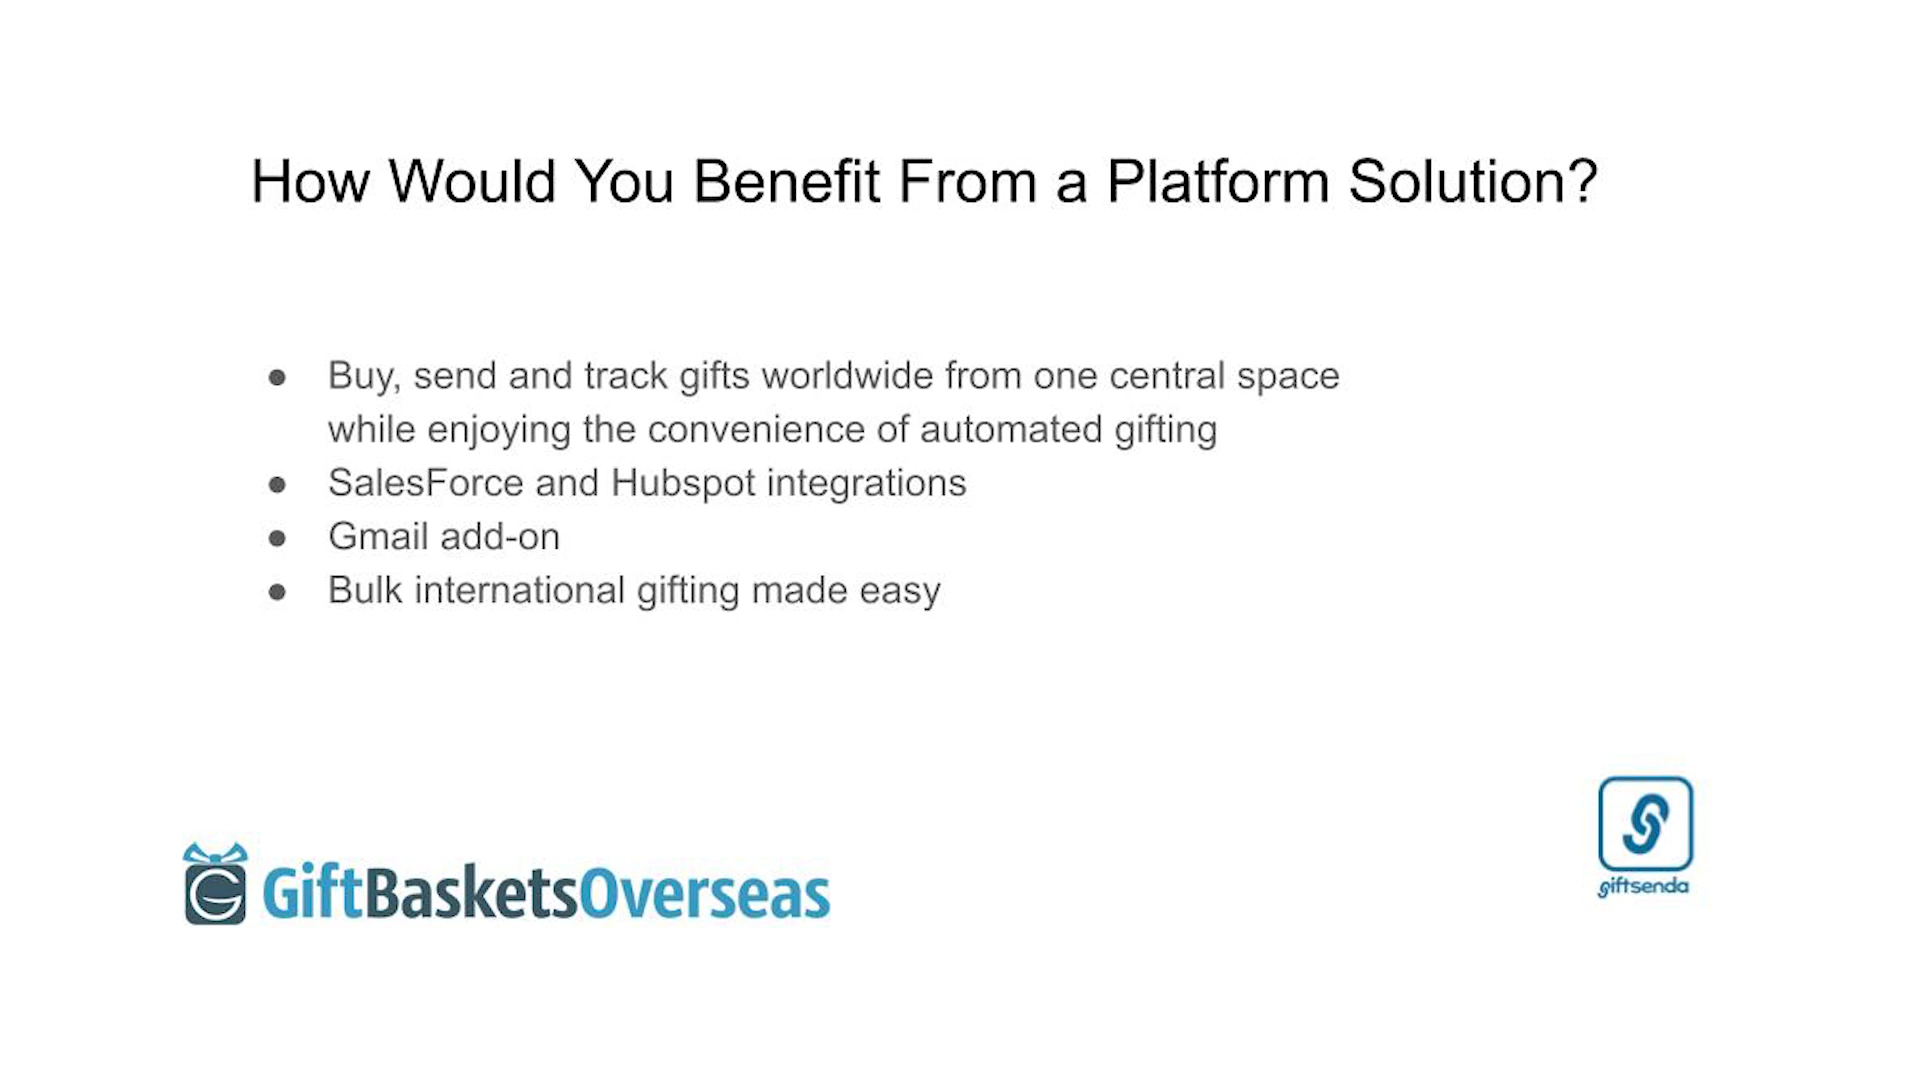 How Would You Benefit From a Platform Solution?
● Buy, send and track gifts worldwide from one central space
while enjoying the convenience of automated gifting
● SalesForce and Hubspot integrations
● Gmail add-on
● Bulk international gifting made easy
GiftBasketsOverseas
giftsenda